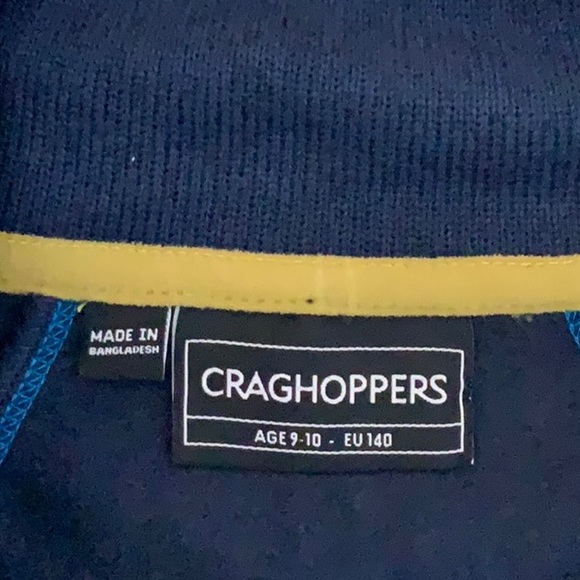 MADE IN
BANGLADESH
CRAGHOPPERS
AGE 9-10 - EU 140